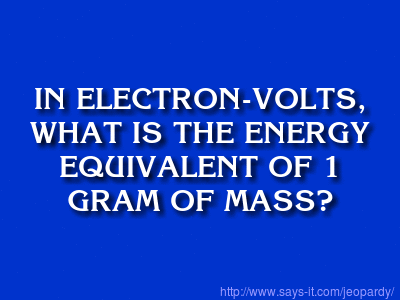 IN ELECTRON-VOLTS,
WHAT IS THE ENERGY
EQUIVALENT OF 1
GRAM OF MASS?
http://www.says-it.com/jeopardy/